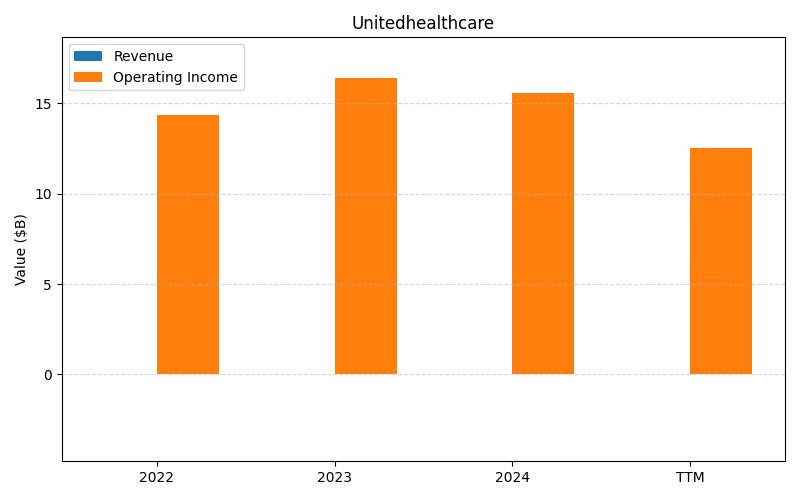 Unitedhealthcare
Revenue
Operating Income
Value ($B)
15
10
5
0
2022
2023
2024
TTM